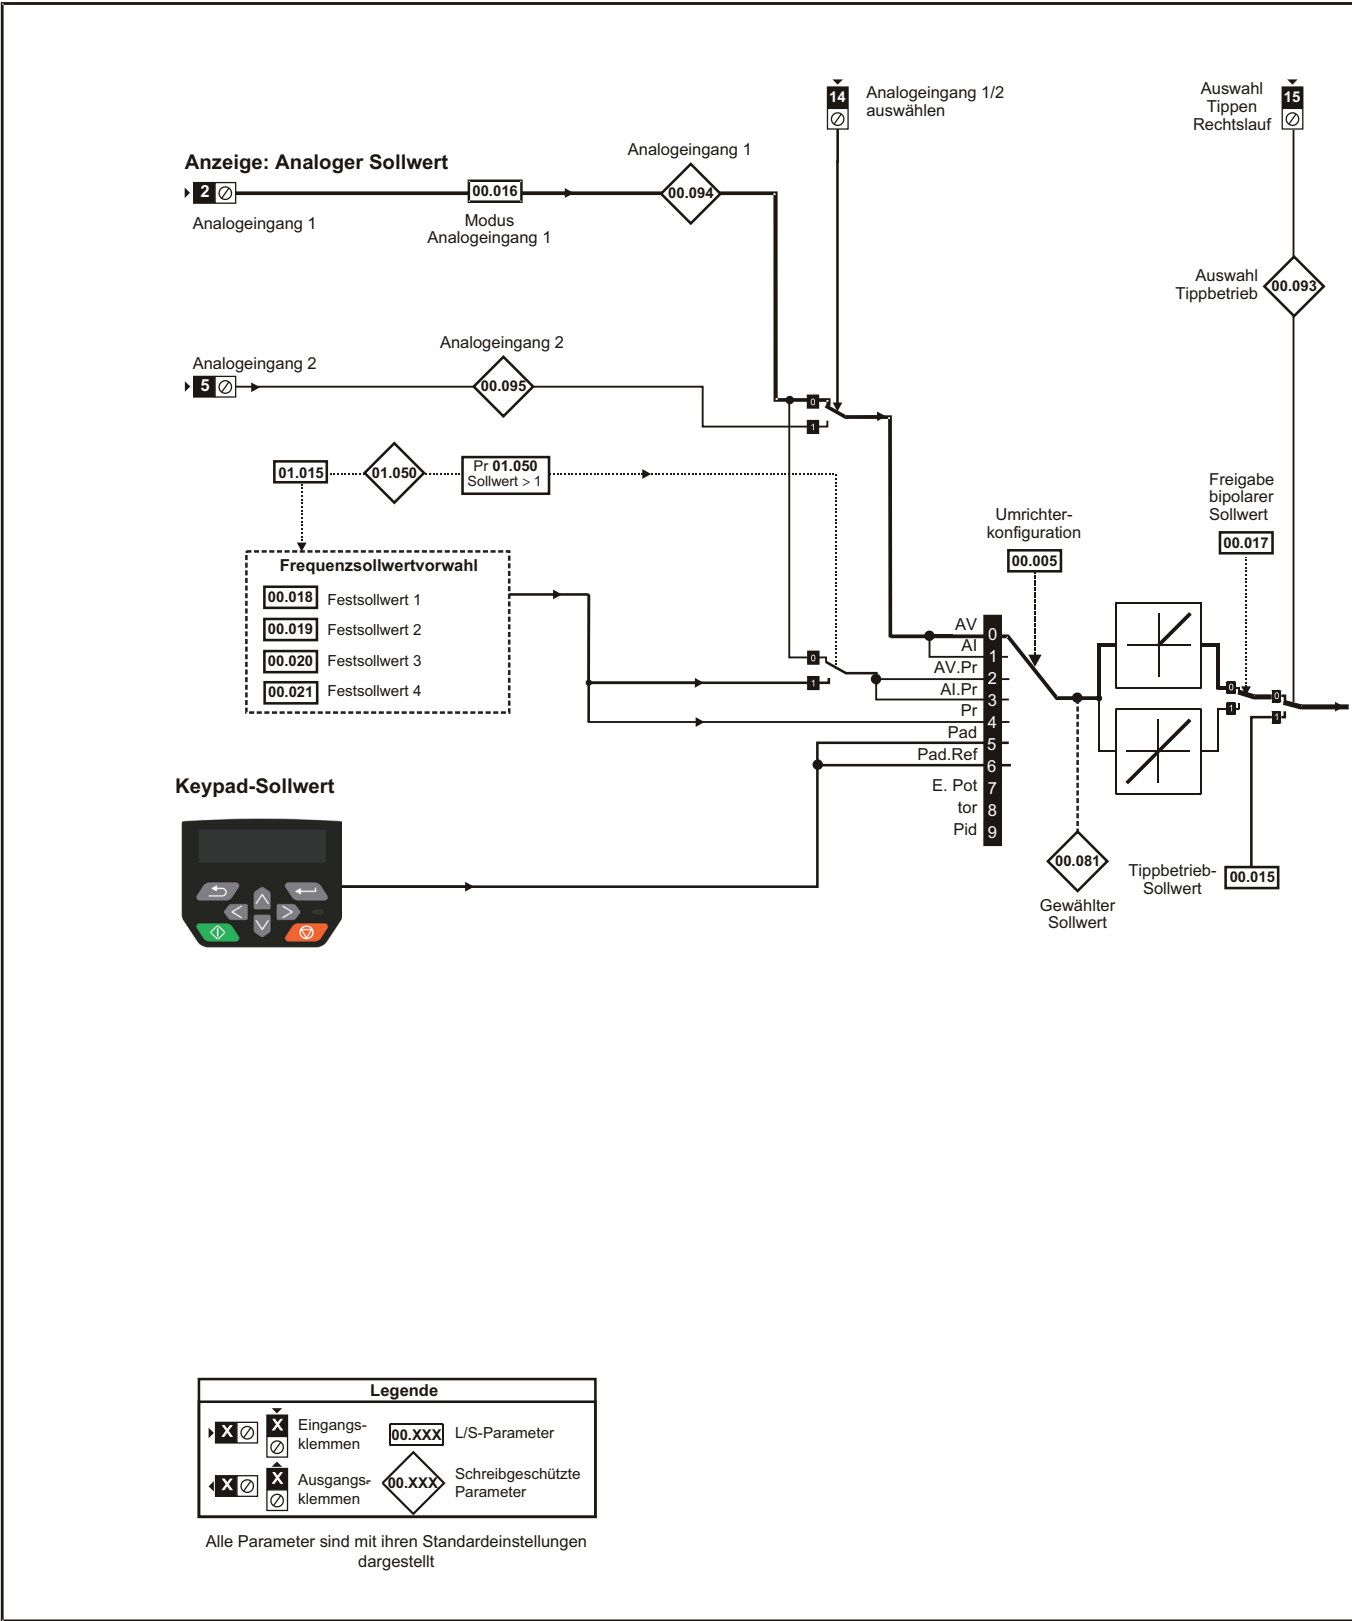 14
Analogeingang 1/2
auswählen
Auswahl
Tippen
Rechtslauf
15
Anzeige: Analoger Sollwert
Analogeingang 1
2
00.016
00.094
Analogeingang 1
Modus
Analogeingang 1
Auswahl
Tippbetrieb
00.093
Analogeingang 2
Analogeingang 2
5
00.095
0
1
01.015
01.050
Pr 01.050
Sollwert > 1
Freigabe
bipolarer
Sollwert
00.017
Umrichter-
konfiguration
00.005
Frequenzsollwertvorwahl
00.018 Festsollwert 1
00.019 Festsollwert 2
00.020 Festsollwert 3
00.021 Festsollwert 4
0
1
AV 0
AI 1
AV.Pr 2
AI.Pr 3
Pr 4
Pad 5
Pad.Ref 6
E. Pot 7
tor 8
Pid 9
0
1
0
1
Keypad-Sollwert
00.081
Gewählter
Sollwert
Tippbetrieb-
Sollwert
00.015
Legende
X
X
Eingangs-
klemmen
00.XXX
L/S-Parameter
X
X
Ausgangs-
klemmen
00.XXX
Schreibgeschützte
Parameter
Alle Parameter sind mit ihren Standardeinstellungen
dargestellt